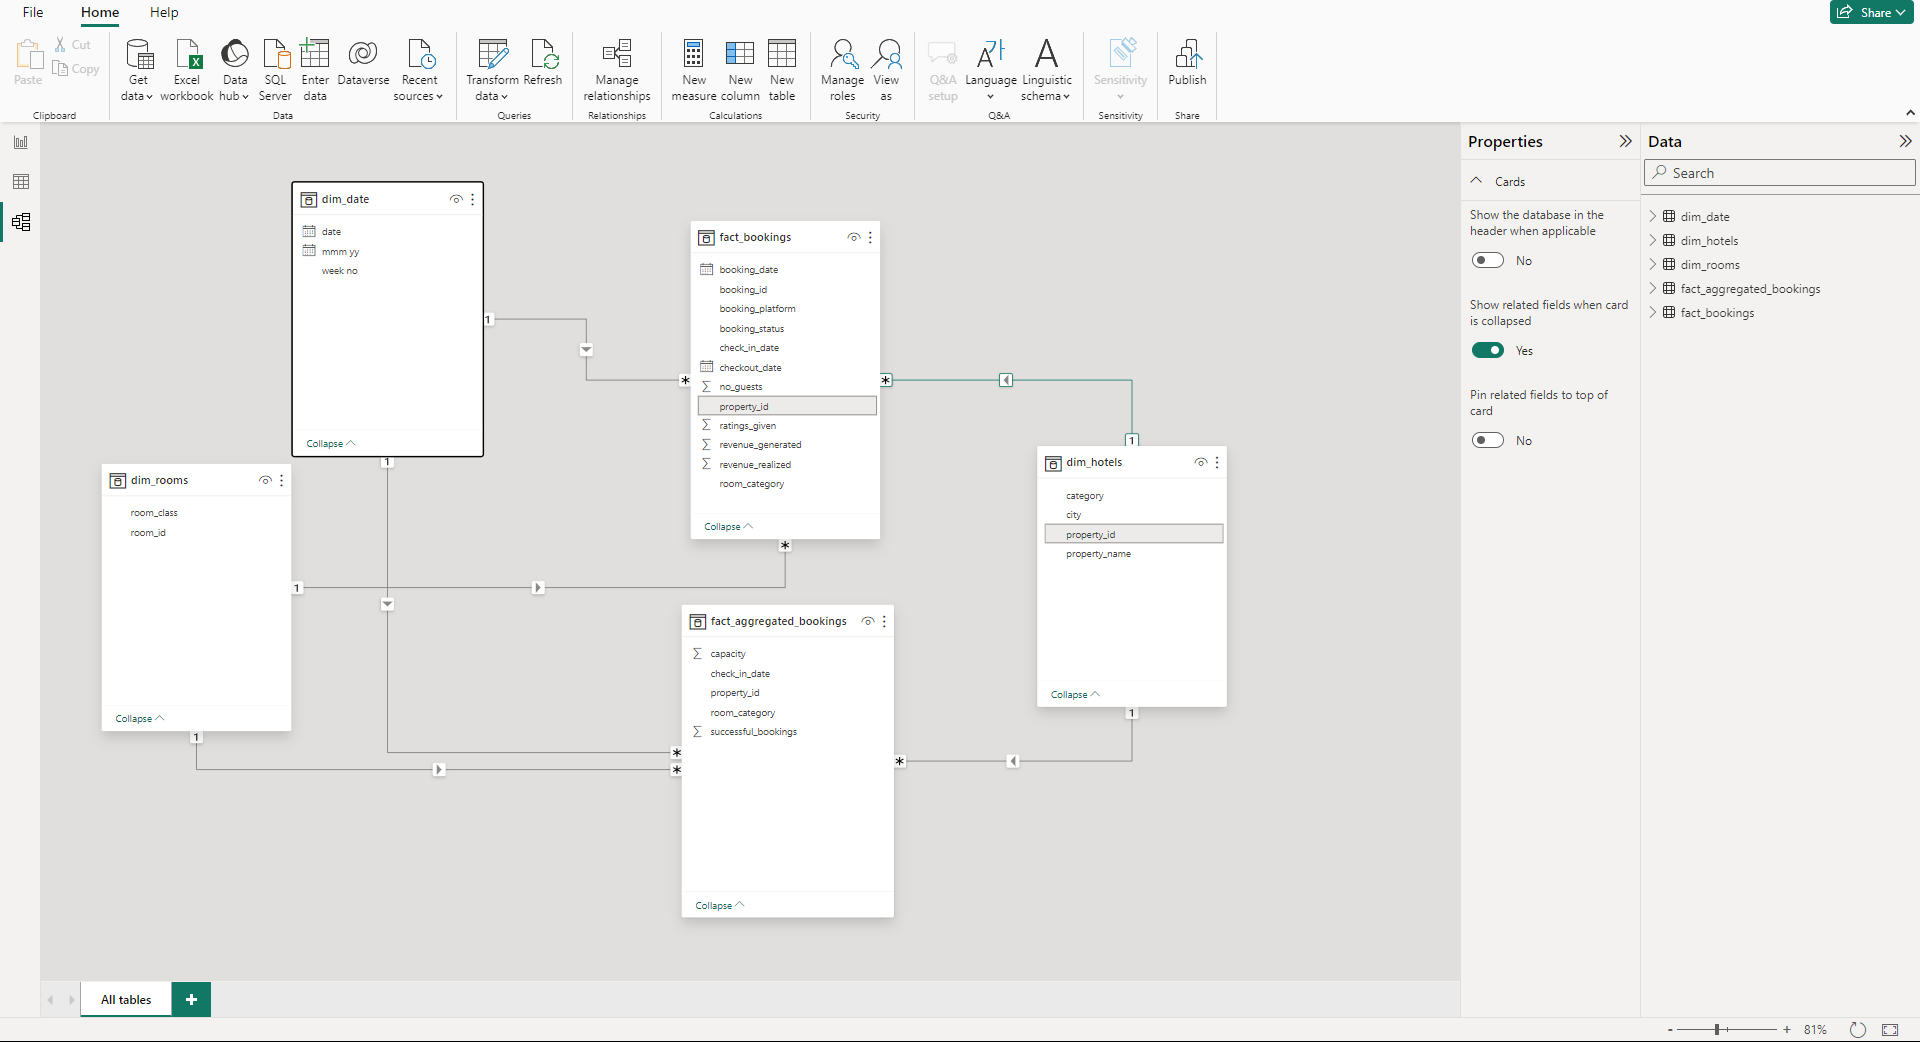 File Home Help
Share
Paste
Cut
Copy
Get data
Excel workbook
Data hub
SQL Server
Enter data
Dataverse
Recent sources
Transform data
Refresh
Manage relationships
New measure
New column
New table
Manage roles
View as
Q&A setup
Language
Linguistic schema
Sensitivity
Publish
Clipboard
Data
Queries
Relationships
Calculations
Security
Q&A
Sensitivity
Share
dim_date
date
mmm yy
week no
Collapse
1
1
fact_bookings
booking_date
booking_id
booking_platform
booking_status
check_in_date
checkout_date
no_guests
property_id
ratings_given
revenue_generated
revenue_realized
room_category
Collapse
*
*
*
1
dim_hotels
category
city
property_id
property_name
Collapse
1
dim_rooms
room_class
room_id
Collapse
1
1
fact_aggregated_bookings
capacity
check_in_date
property_id
room_category
successful_bookings
Collapse
*
*
*
Properties
Cards
Show the database in the
header when applicable
No
Show related fields when card
is collapsed
Yes
Pin related fields to top of
card
No
Data
Search
dim_date
dim_hotels
dim_rooms
fact_aggregated_bookings
fact_bookings
All tables
+
- + 81%